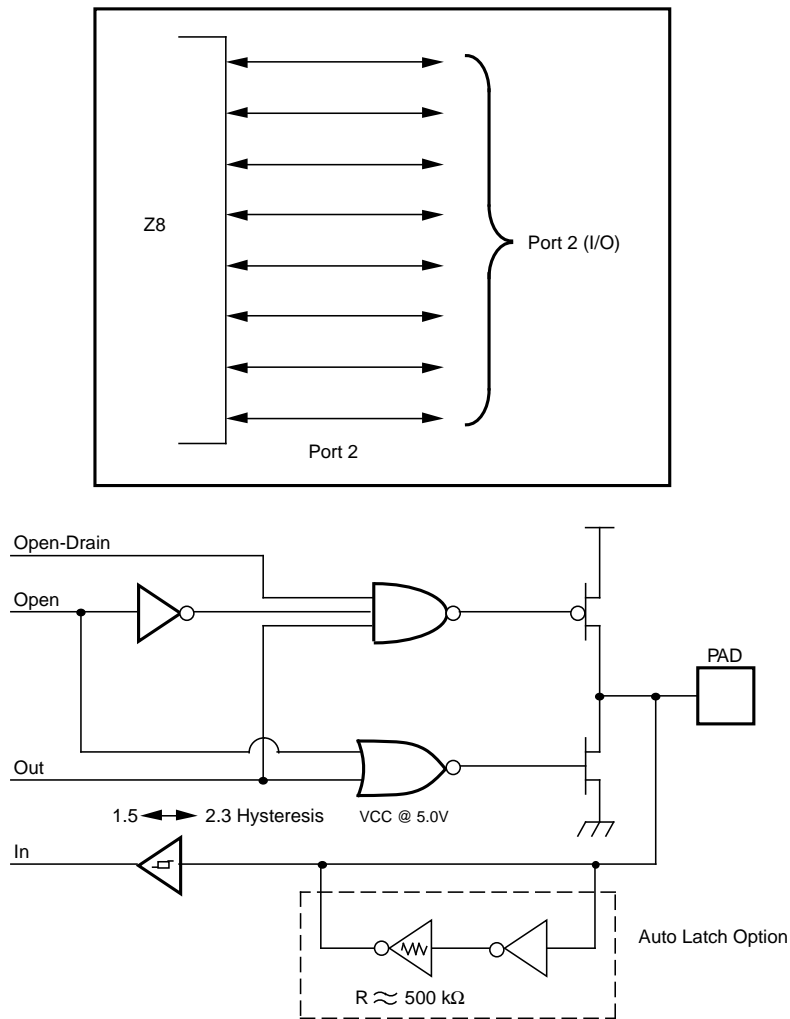 Z8
Port 2 (I/O)
Port 2
Open-Drain
Open
PAD
Out
1.5 2.3 Hysteresis VCC @ 5.0V
In
Auto Latch Option
R ≈ 500 kΩ